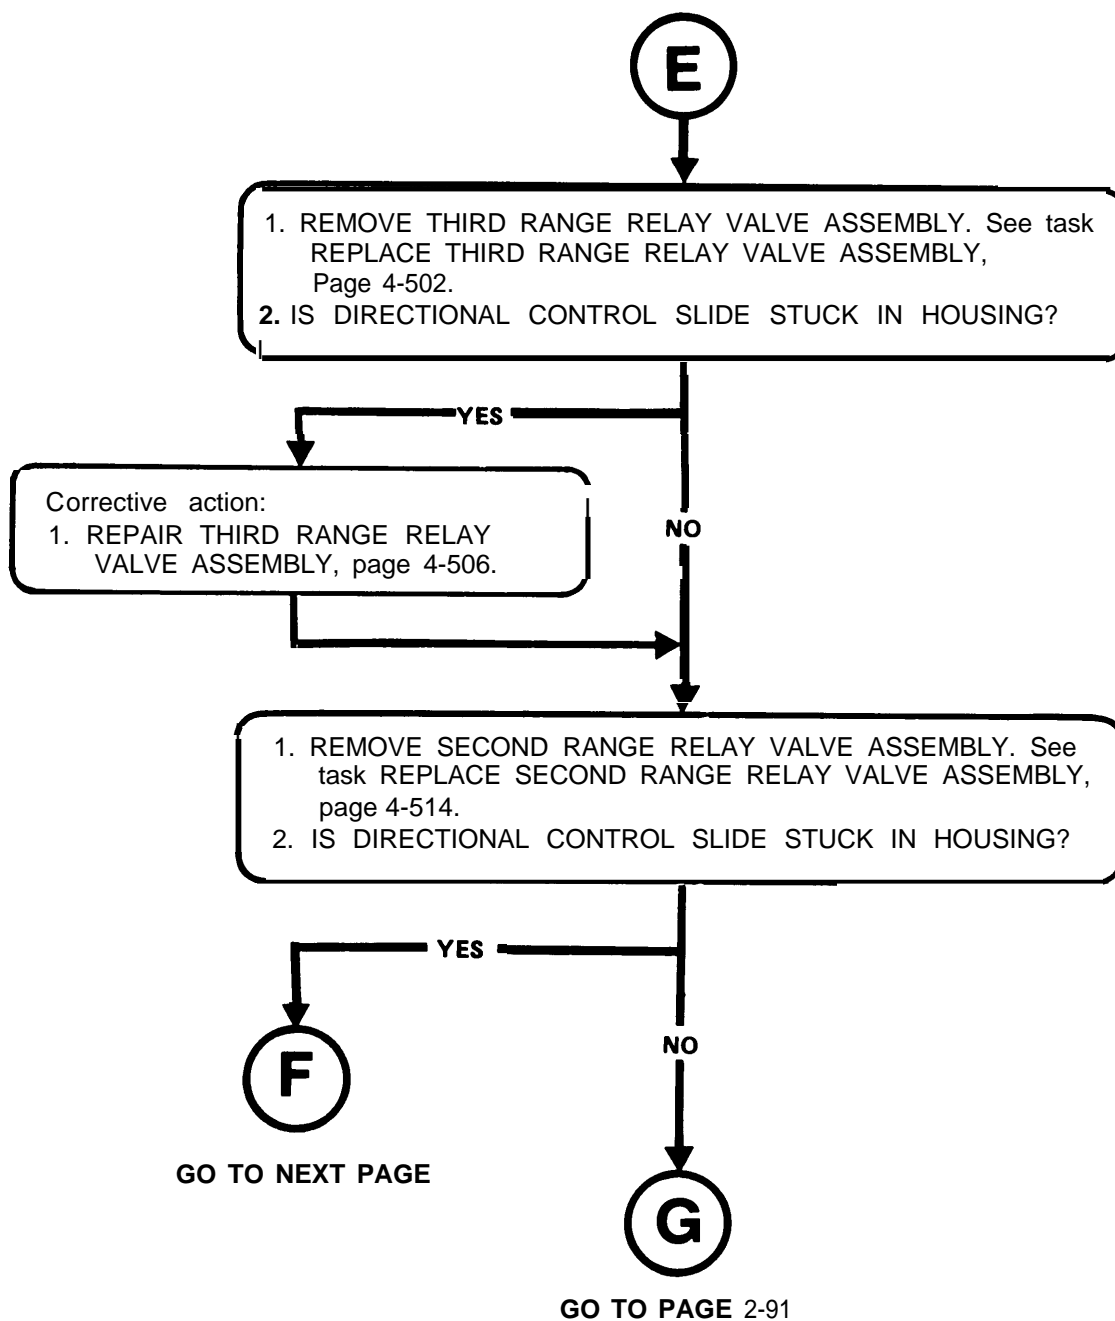 E
1. REMOVE THIRD RANGE RELAY VALVE ASSEMBLY. See task
REPLACE THIRD RANGE RELAY VALVE ASSEMBLY,
Page 4-502.
2. IS DIRECTIONAL CONTROL SLIDE STUCK IN HOUSING?
YES
Corrective action:
1. REPAIR THIRD RANGE RELAY
VALVE ASSEMBLY, page 4-506.
NO
1. REMOVE SECOND RANGE RELAY VALVE ASSEMBLY. See
task REPLACE SECOND RANGE RELAY VALVE ASSEMBLY,
page 4-514.
2. IS DIRECTIONAL CONTROL SLIDE STUCK IN HOUSING?
YES
NO
F
GO TO NEXT PAGE
G
GO TO PAGE 2-91